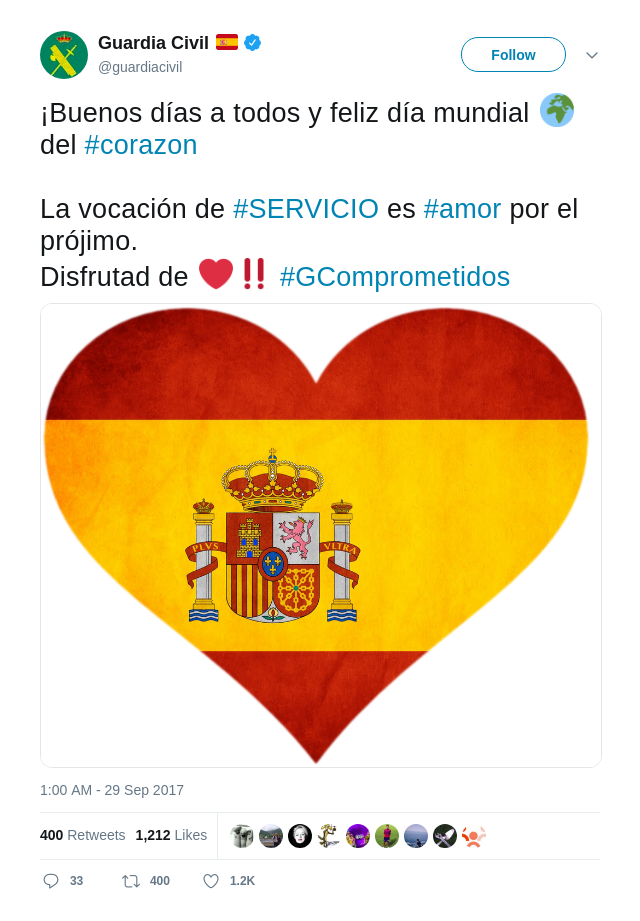 Guardia Civil 🇪🇸
@guardiacivil
Follow
¡Buenos días a todos y feliz día mundial 🌍
del #corazon
La vocación de #SERVICIO es #amor por el
prójimo.
Disfrutad de ❤️‼️ #GComprometidos
PLVS VLTRA
1:00 AM - 29 Sep 2017
400 Retweets 1,212 Likes
33 400 1.2K